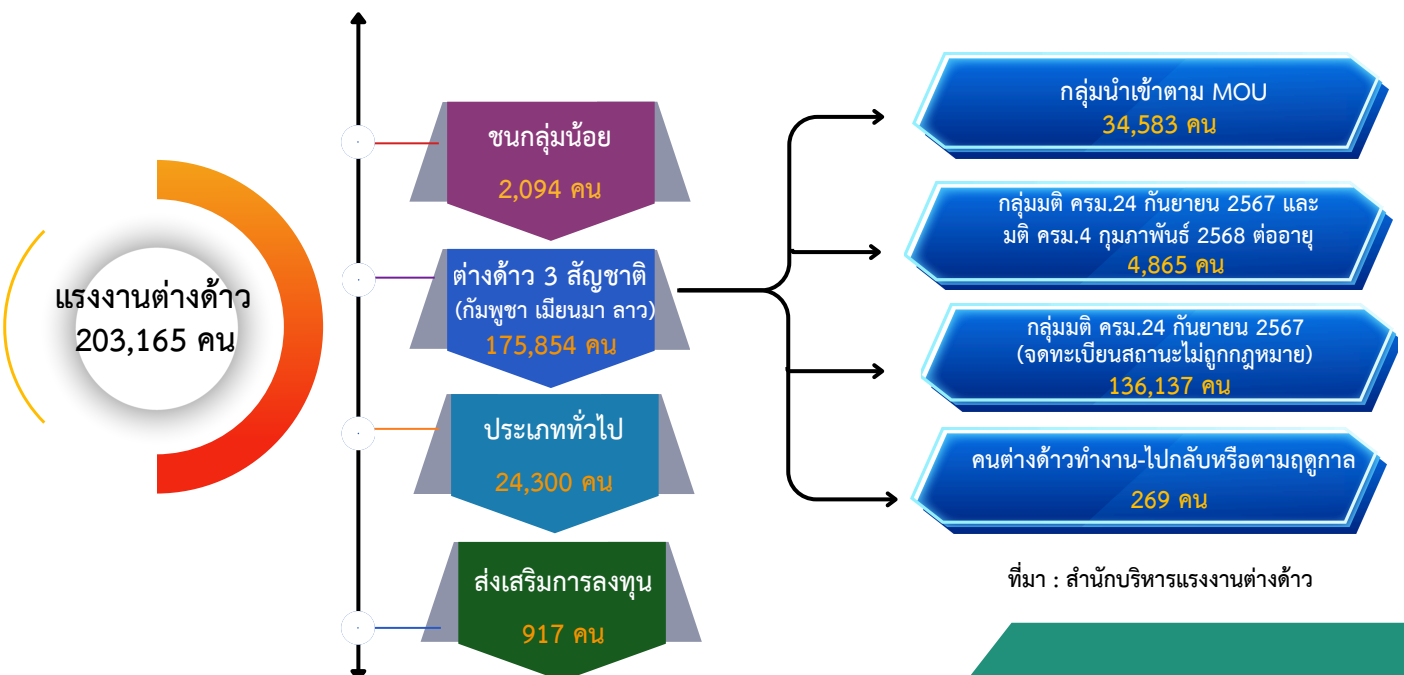 แรงงานต่างด้าว
203,165 คน
ชนกลุ่มน้อย
2,094 คน
ต่างด้าว 3 สัญชาติ
(กัมพูชา เมียนมา ลาว)
175,854 คน
ประเภททั่วไป
24,300 คน
ส่งเสริมการลงทุน
917 คน
กลุ่มนำเข้าตาม MOU
34,583 คน
กลุ่มมติ ครม.24 กันยายน 2567 และ
มติ ครม.4 กุมภาพันธ์ 2568 ต่ออายุ
4,865 คน
กลุ่มมติ ครม.24 กันยายน 2567
(จดทะเบียนสถานะไม่ถูกกฎหมาย)
136,137 คน
คนต่างด้าวทำงาน-ไปกลับหรือตามฤดูกาล
269 คน
ที่มา : สำนักบริหารแรงงานต่างด้าว